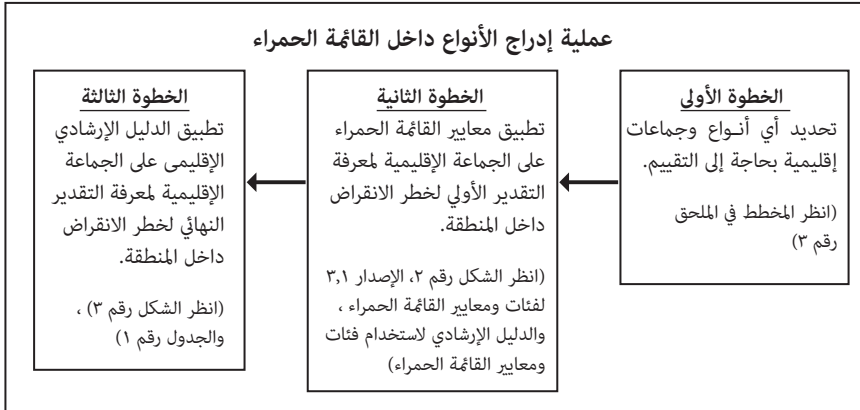 عملية إدراج الأنواع داخل القائمة الحمراء
الخطوة الأولى
تحديد أي أنـواع وجماعات
إقليمية بحاجة إلى التقييم.
(انظر المخطط في الملحق
رقم ٣)
الخطوة الثانية
تطبيق معايير القائمة الحمراء
على الجماعة الإقليمية لمعرفة
التقدير الأولي لخطر الانقراض
داخل المنطقة.
(انظر الشكل رقم ٢، الإصدار ٣,١
لفئات ومعايير القائمة الحمراء ،
والدليل الإرشادي لاستخدام فئات
ومعايير القائمة الحمراء)
الخطوة الثالثة
تطبيق الدليل الإرشادي
الإقليمى على الجماعة
الإقليمية لمعرفة التقدير
النهائي لخطر الانقراض
داخل المنطقة.
(انظر الشكل رقم ٣) ،
والجدول رقم ١)